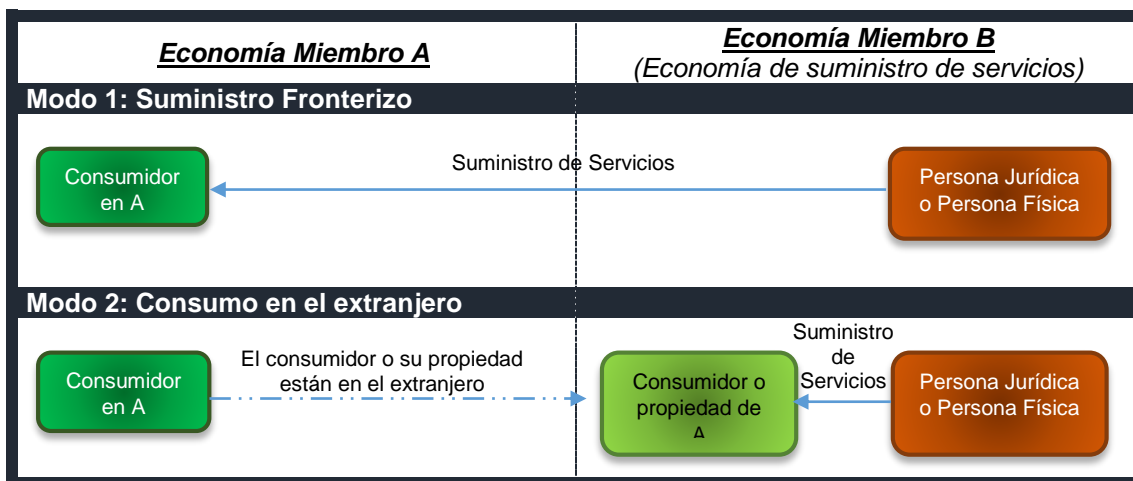 Economía Miembro A
Economía Miembro B
(Economía de suministro de servicios)
Modo 1: Suministro Fronterizo
Consumidor
en A
Suministro de Servicios
Persona Jurídica
o Persona Física
Modo 2: Consumo en el extranjero
Consumidor
en A
El consumidor o su propiedad
están en el extranjero
Consumidor o
propiedad de
A
Suministro
de
Servicios
Persona Jurídica
o Persona Física